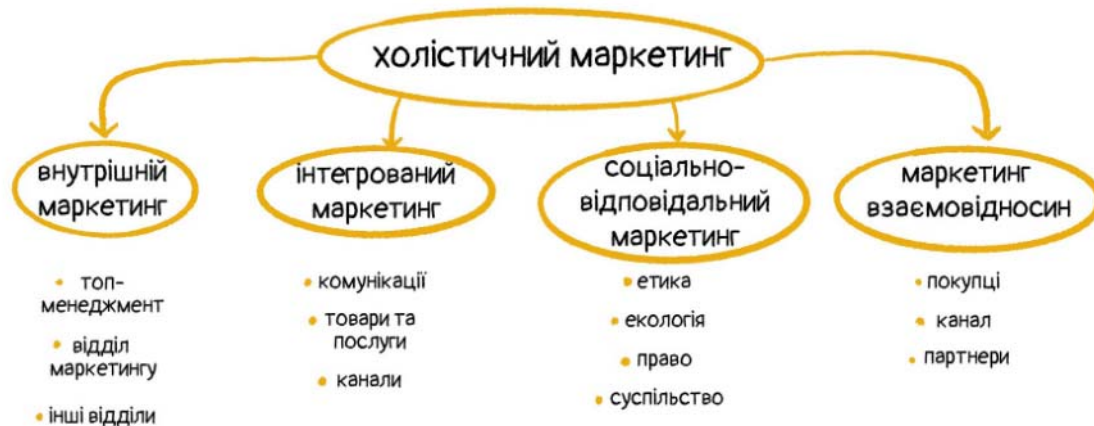 холістичний маркетинг
внутрішній
маркетинг
топ-
менеджмент
відділ
маркетингу
інші відділи
інтегрований
маркетинг
комунікації
товари та
послуги
канали
соціально-
відповідальний
маркетинг
етика
екологія
право
суспільство
маркетинг
взаємовідносин
покупці
канал
партнери